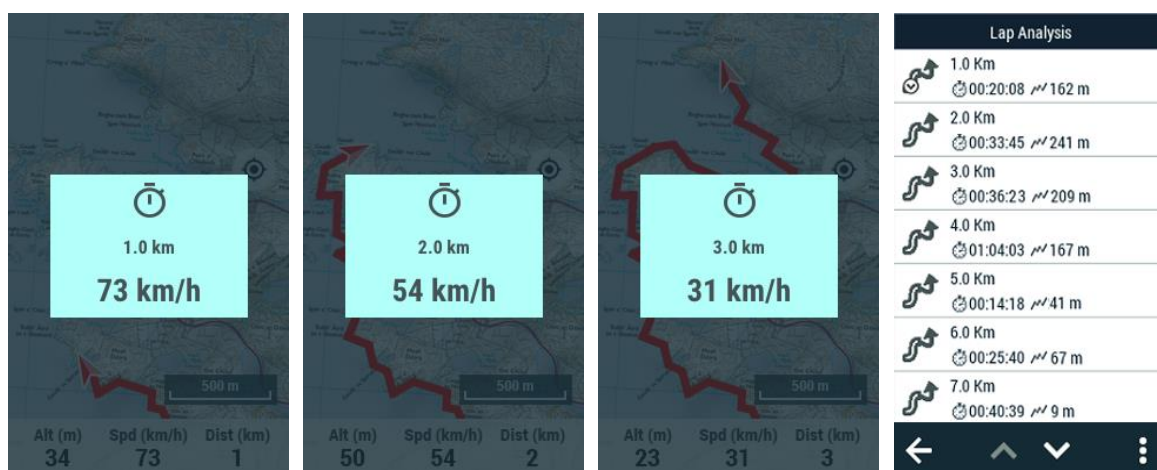 1.0 km
73 km/h
500 m
Alt (m) Spd (km/h) Dist (km)
34 73 1
2.0 km
54 km/h
500 m
Alt (m) Spd (km/h) Dist (km)
50 54 2
3.0 km
31 km/h
500 m
Alt (m) Spd (km/h) Dist (km)
23 31 3
Lap Analysis
1.0 Km
00:20:08 162 m
2.0 Km
00:33:45 241 m
3.0 Km
00:36:23 209 m
4.0 Km
01:04:03 167 m
5.0 Km
00:14:18 41 m
6.0 Km
00:25:40 67 m
7.0 Km
00:40:39 9 m